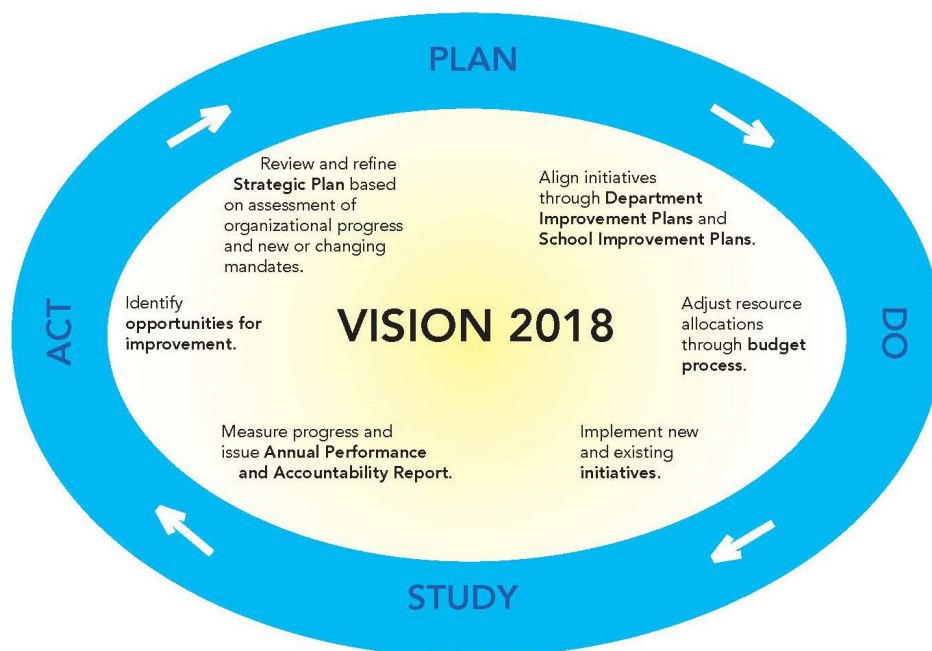 PLAN
Review and refine
Strategic Plan based
on assessment of
organizational progress
and new or changing
mandates.
Align initiatives
through Department
Improvement Plans and
School Improvement Plans.
ACT
Identify
opportunities for
improvement.
VISION 2018
Adjust resource
allocations
through budget
process.
DO
Measure progress and
issue Annual Performance
and Accountability Report.
Implement new
and existing
initiatives.
STUDY